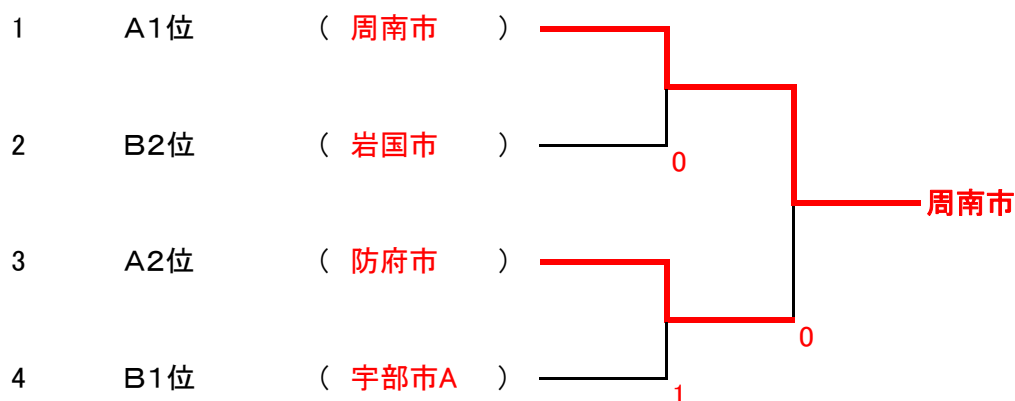 1 A1位 （ 周南市 ）
2 B2位 （ 岩国市 ）
0
周南市
3 A2位 （ 防府市 ）
0
4 B1位 （ 宇部市A ）
1